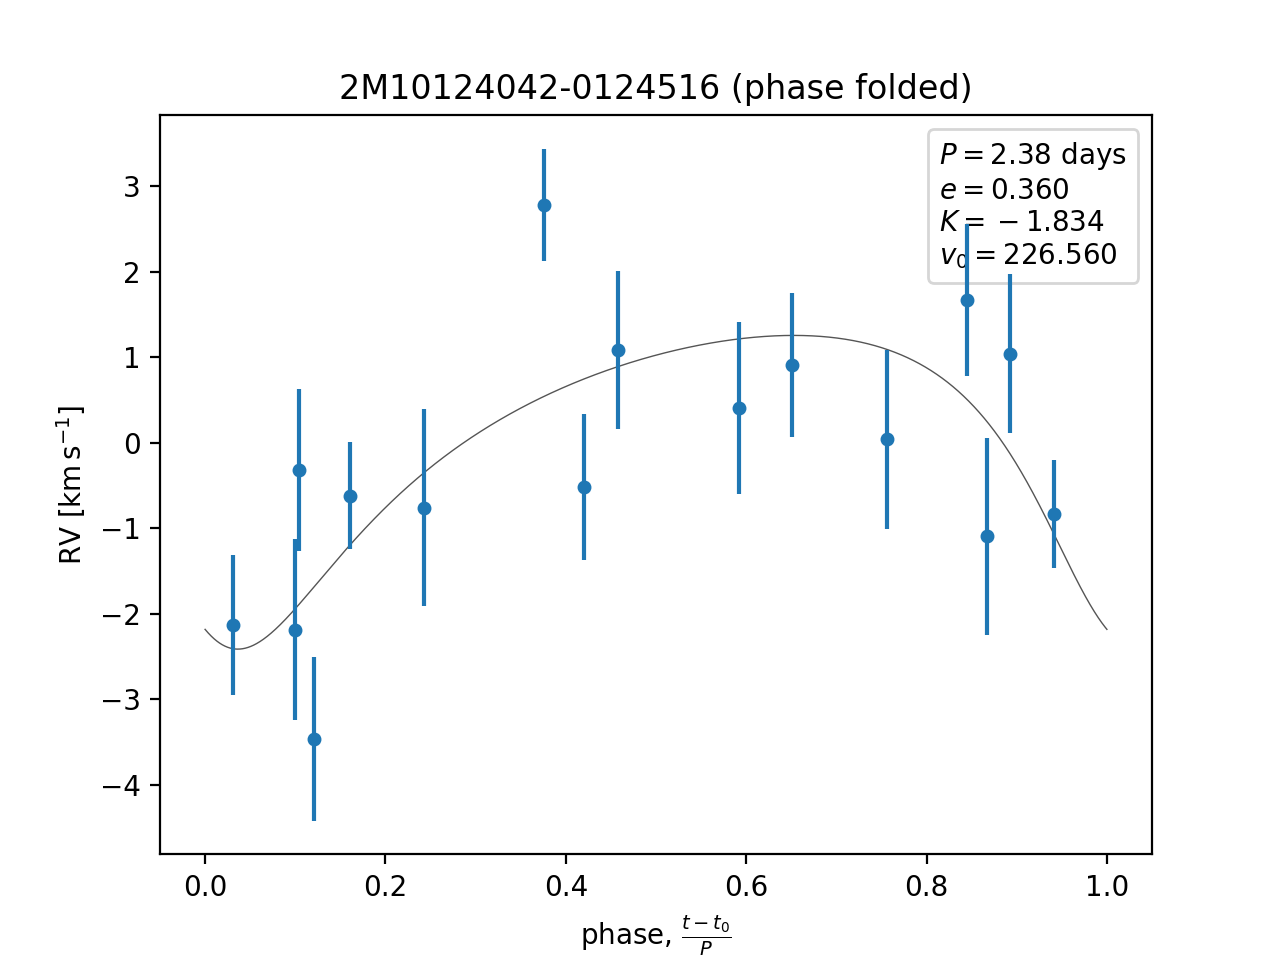 2M10124042-0124516 (phase folded)
P = 2.38 days
e = 0.360
K = −1.834
v₀ = 226.560
3
2
1
0
−1
−2
−3
−4
RV [km s⁻¹]
0.0 0.2 0.4 0.6 0.8 1.0
phase, (t − t₀)/P